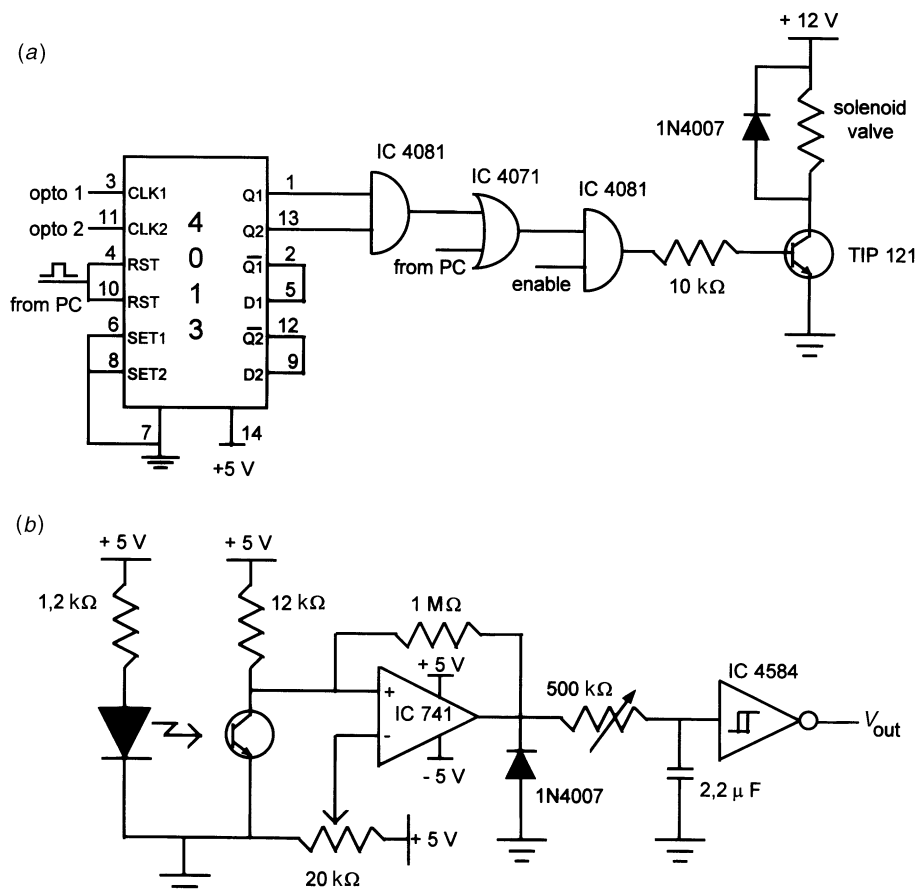 (a)
+ 12 V
1N4007
solenoid
valve
IC 4081
IC 4071
IC 4081
opto 1
3
CLK1
Q1
1
opto 2
11
CLK2
4
Q2
13
4
RST
0
Q1
2
from PC
10
RST
1
D1
5
6
SET1
3
Q2
12
8
SET2
D2
9
7
14
+5 V
from PC
enable
10 kΩ
TIP 121
(b)
+ 5 V
+ 5 V
1,2 kΩ
12 kΩ
1 MΩ
+ 5 V
+
IC 741
-
- 5 V
500 kΩ
IC 4584
Vout
1N4007
2,2 μ F
+ 5 V
20 kΩ